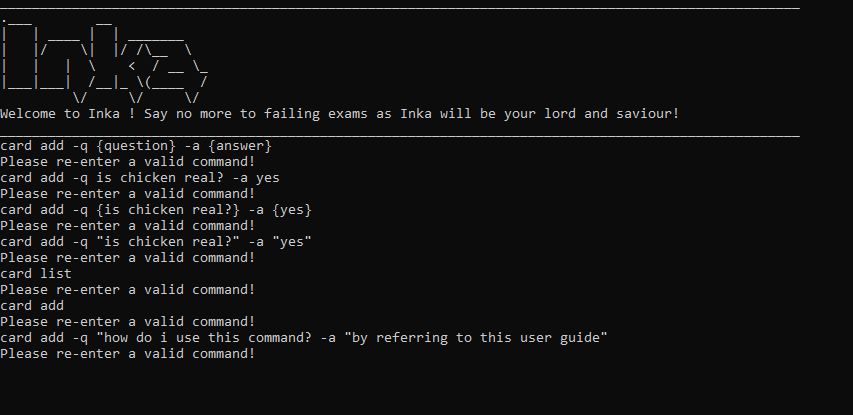 Inka
Welcome to Inka ! Say no more to failing exams as Inka will be your lord and saviour!
card add -q {question} -a {answer}
Please re-enter a valid command!
card add -q is chicken real? -a yes
Please re-enter a valid command!
card add -q {is chicken real?} -a {yes}
Please re-enter a valid command!
card add -q "is chicken real?" -a "yes"
Please re-enter a valid command!
card list
Please re-enter a valid command!
card add
Please re-enter a valid command!
card add -q "how do i use this command? -a "by referring to this user guide"
Please re-enter a valid command!